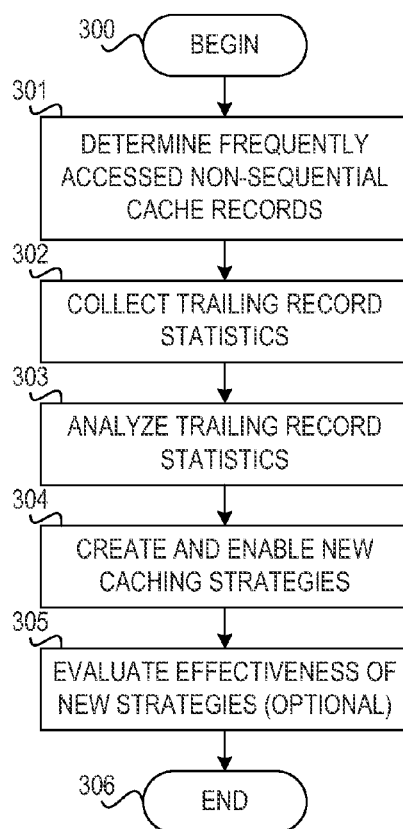 300
BEGIN
301
DETERMINE FREQUENTLY
ACCESSED NON-SEQUENTIAL
CACHE RECORDS
302
COLLECT TRAILING RECORD
STATISTICS
303
ANALYZE TRAILING RECORD
STATISTICS
304
CREATE AND ENABLE NEW
CACHING STRATEGIES
305
EVALUATE EFFECTIVENESS OF
NEW STRATEGIES (OPTIONAL)
306
END